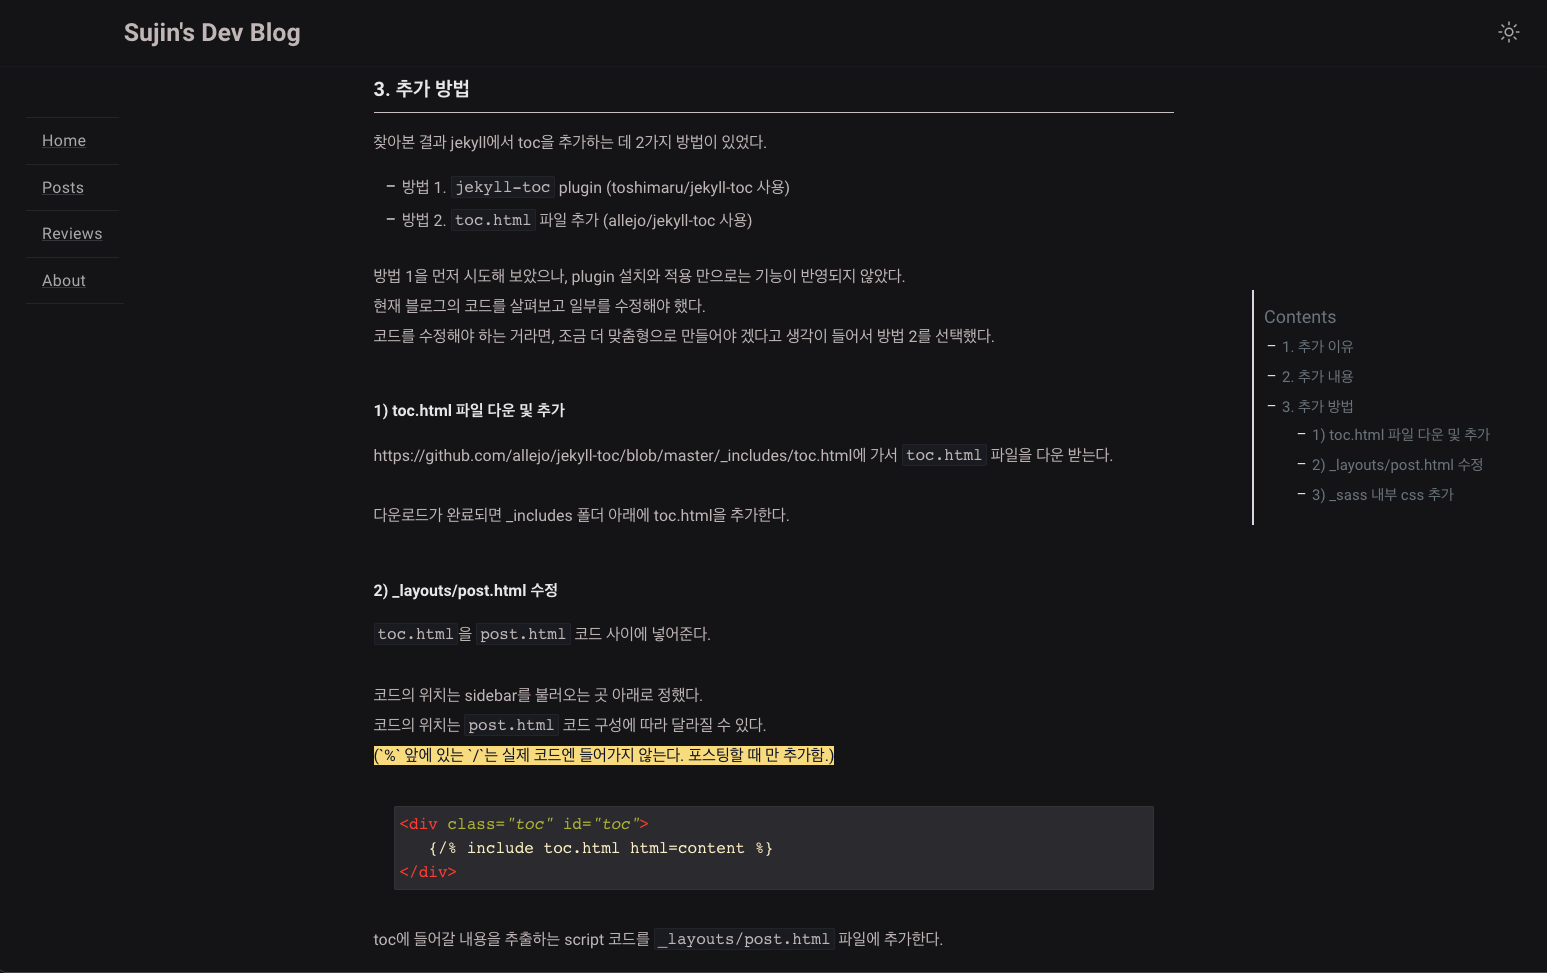 Sujin's Dev Blog
Home
Posts
Reviews
About
3. 추가 방법
찾아본 결과 jekyll에서 toc을 추가하는 데 2가지 방법이 있었다.
– 방법 1. jekyll-toc plugin (toshimaru/jekyll-toc 사용)
– 방법 2. toc.html 파일 추가 (allejo/jekyll-toc 사용)
방법 1을 먼저 시도해 보았으나, plugin 설치와 적용 만으로는 기능이 반영되지 않았다.
현재 블로그의 코드를 살펴보고 일부를 수정해야 했다.
코드를 수정해야 하는 거라면, 조금 더 맞춤형으로 만들어야 겠다고 생각이 들어서 방법 2를 선택했다.
1) toc.html 파일 다운 및 추가
https://github.com/allejo/jekyll-toc/blob/master/_includes/toc.html에 가서 toc.html 파일을 다운 받는다.
다운로드가 완료되면 _includes 폴더 아래에 toc.html을 추가한다.
2) _layouts/post.html 수정
toc.html을 post.html 코드 사이에 넣어준다.
코드의 위치는 sidebar를 불러오는 곳 아래로 정했다.
코드의 위치는 post.html 코드 구성에 따라 달라질 수 있다.
(`%` 앞에 있는 `/`는 실제 코드엔 들어가지 않는다. 포스팅할 때 만 추가함.)
<div class="toc" id="toc">
{/% include toc.html html=content %}
</div>
toc에 들어갈 내용을 추출하는 script 코드를 _layouts/post.html 파일에 추가한다.
Contents
– 1. 추가 이유
– 2. 추가 내용
– 3. 추가 방법
– 1) toc.html 파일 다운 및 추가
– 2) _layouts/post.html 수정
– 3) _sass 내부 css 추가